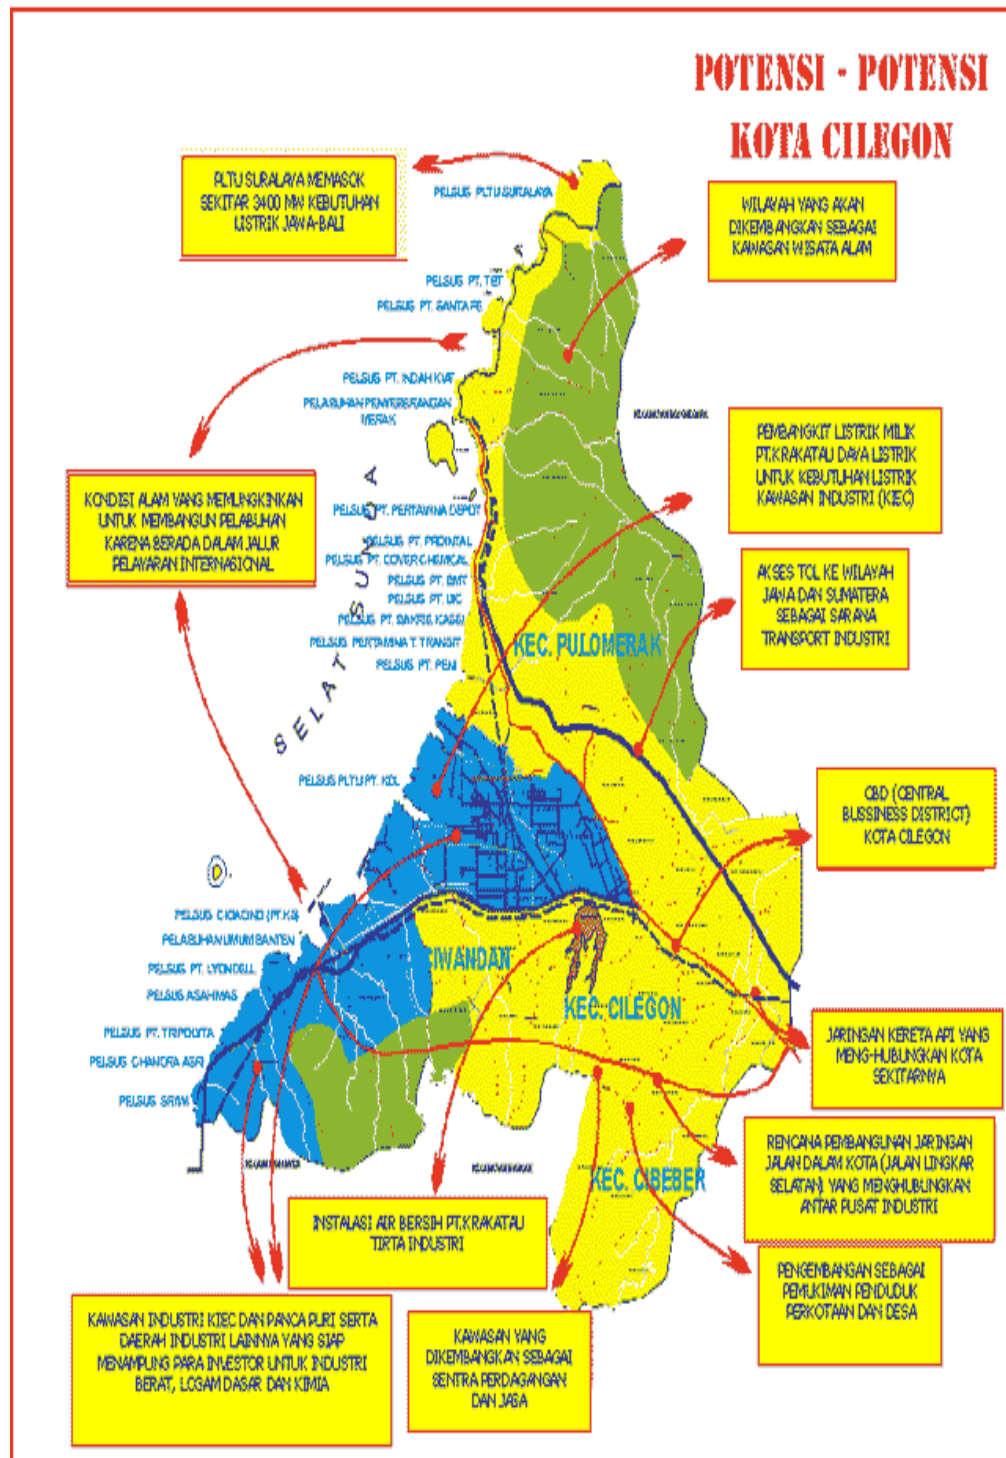 POTENSI - POTENSI
KOTA CILEGON
PLTU SURALAYA MEMASOK
SEKITAR 3400 MW KEBUTUHAN
LISTRIK JAWA-BALI
PELSUS PLTU SURALAYA
WILAYAH YANG AKAN
DIKEMBANGKAN SEBAGAI
KAWASAN WISATA ALAM
PELSUS PT. TBT
PELSUS PT. SANTA FE
PELSUS PT. INDAH KIAT
PELABUHAN PENYEBERANGAN
MERAK
PEMBANGKIT LISTRIK MILIK
PT.KRAKATAU DAYA LISTRIK
UNTUK KEBUTUHAN LISTRIK
KAWASAN INDUSTRI (KIEC)
KONDISI ALAM YANG MEMUNGKINKAN
UNTUK MEMBANGUN PELABUHAN
KARENA BERADA DALAM JALUR
PELAYARAN INTERNASIONAL
PELSUS PT. PERTAMINA DEPOT
PELSUS PT. PROINTAL
PELSUS PT. COVER CHEMICAL
PELSUS PT. BMT
PELSUS PT. UIC
PELSUS PT. BAKRIE KASEI
PELSUS PERTAMINA T. TRANSIT
PELSUS PT. PENI
SELAT SUNDA
AKSES TOL KE WILAYAH
JAWA DAN SUMATERA
SEBAGAI SARANA
TRANSPORT INDUSTRI
KEC. PULOMERAK
PELSUS PLTU PT. KDL
CBD (CENTRAL
BUSSINESS DISTRICT)
KOTA CILEGON
PELSUS CIGADING (PT.KS)
PELABUHAN UMUM BANTEN
PELSUS PT. LYONDELL
PELSUS ASAHIMAS
PELSUS PT. TRIPOLYTA
PELSUS CHANDRA ASRI
PELSUS SRAM
CIWANDAN
KEC. CILEGON
JARINGAN KERETA API YANG
MENG-HUBUNGKAN KOTA
SEKITARNYA
RENCANA PEMBANGUNAN JARINGAN
JALAN DALAM KOTA (JALAN LINGKAR
SELATAN) YANG MENGHUBUNGKAN
ANTAR PUSAT INDUSTRI
KEC. CIBEBER
INSTALASI AIR BERSIH PT.KRAKATAU
TIRTA INDUSTRI
PENGEMBANGAN SEBAGAI
PEMUKIMAN PENDUDUK
PERKOTAAN DAN DESA
KAWASAN INDUSTRI KIEC DAN PANCA PURI SERTA
DAERAH INDUSTRI LAINNYA YANG SIAP
MENAMPUNG PARA INVESTOR UNTUK INDUSTRI
BERAT, LOGAM DASAR DAN KIMIA
KAWASAN YANG
DIKEMBANGKAN SEBAGAI
SENTRA PERDAGANGAN
DAN JASA